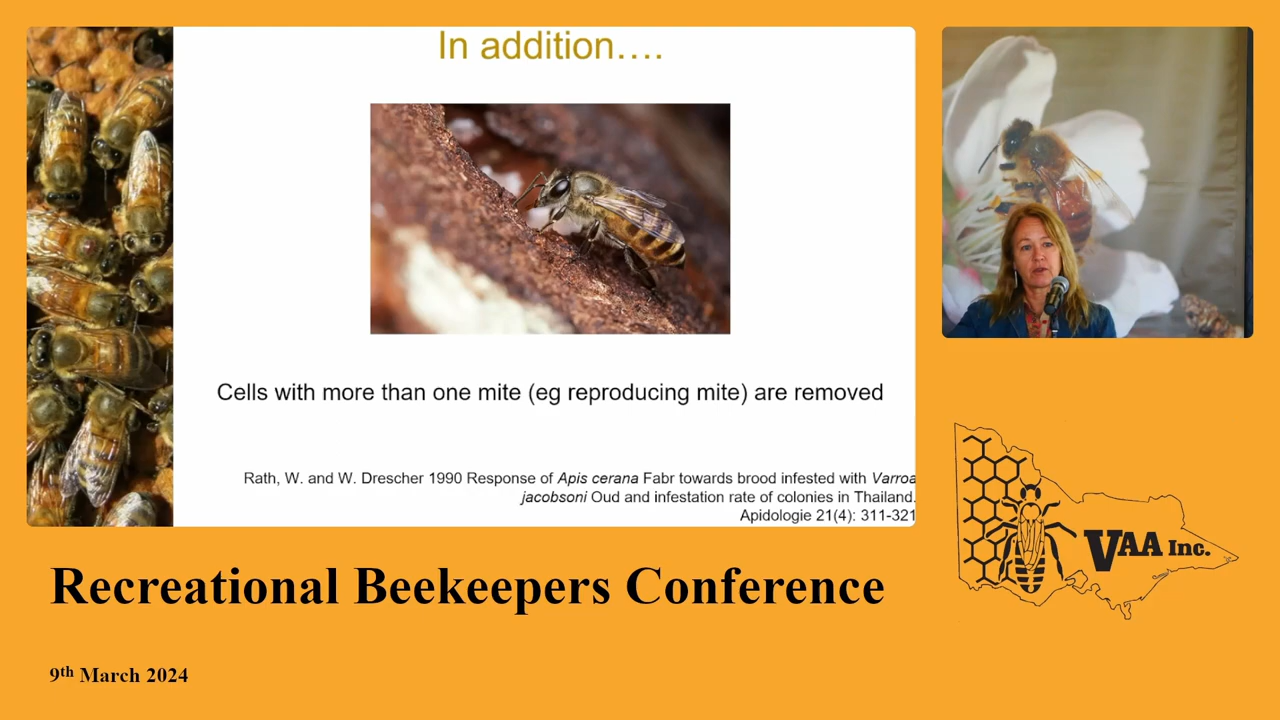 In addition….
Cells with more than one mite (eg reproducing mite) are removed
Rath, W. and W. Drescher 1990 Response of Apis cerana Fabr towards brood infested with Varroa
jacobsoni Oud and infestation rate of colonies in Thailand.
Apidologie 21(4): 311-321
VAA Inc.
Recreational Beekeepers Conference
9th March 2024